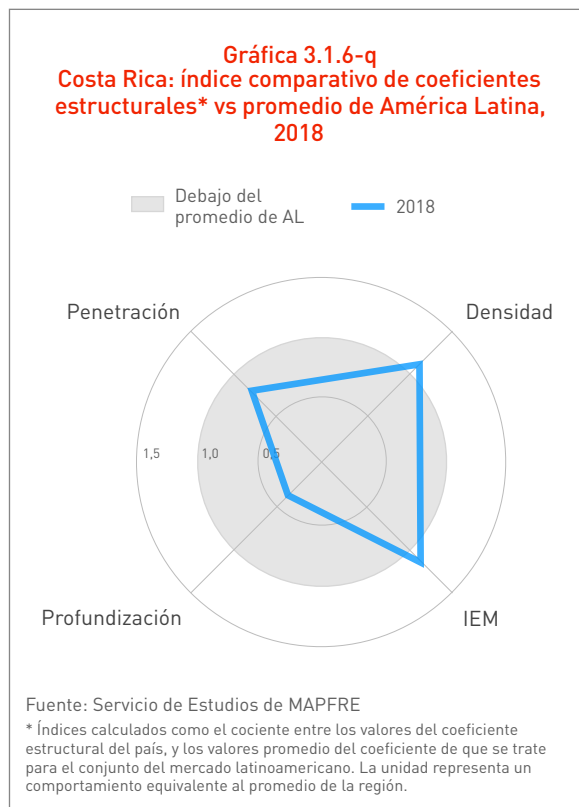 Gráfica 3.1.6-q
Costa Rica: índice comparativo de coeficientes
estructurales* vs promedio de América Latina,
2018
Debajo del
promedio de AL
2018
Penetración
Densidad
1,5
1,0
0,5
Profundización
IEM
Fuente: Servicio de Estudios de MAPFRE
* Índices calculados como el cociente entre los valores del coeficiente
estructural del país, y los valores promedio del coeficiente de que se trate
para el conjunto del mercado latinoamericano. La unidad representa un
comportamiento equivalente al promedio de la región.